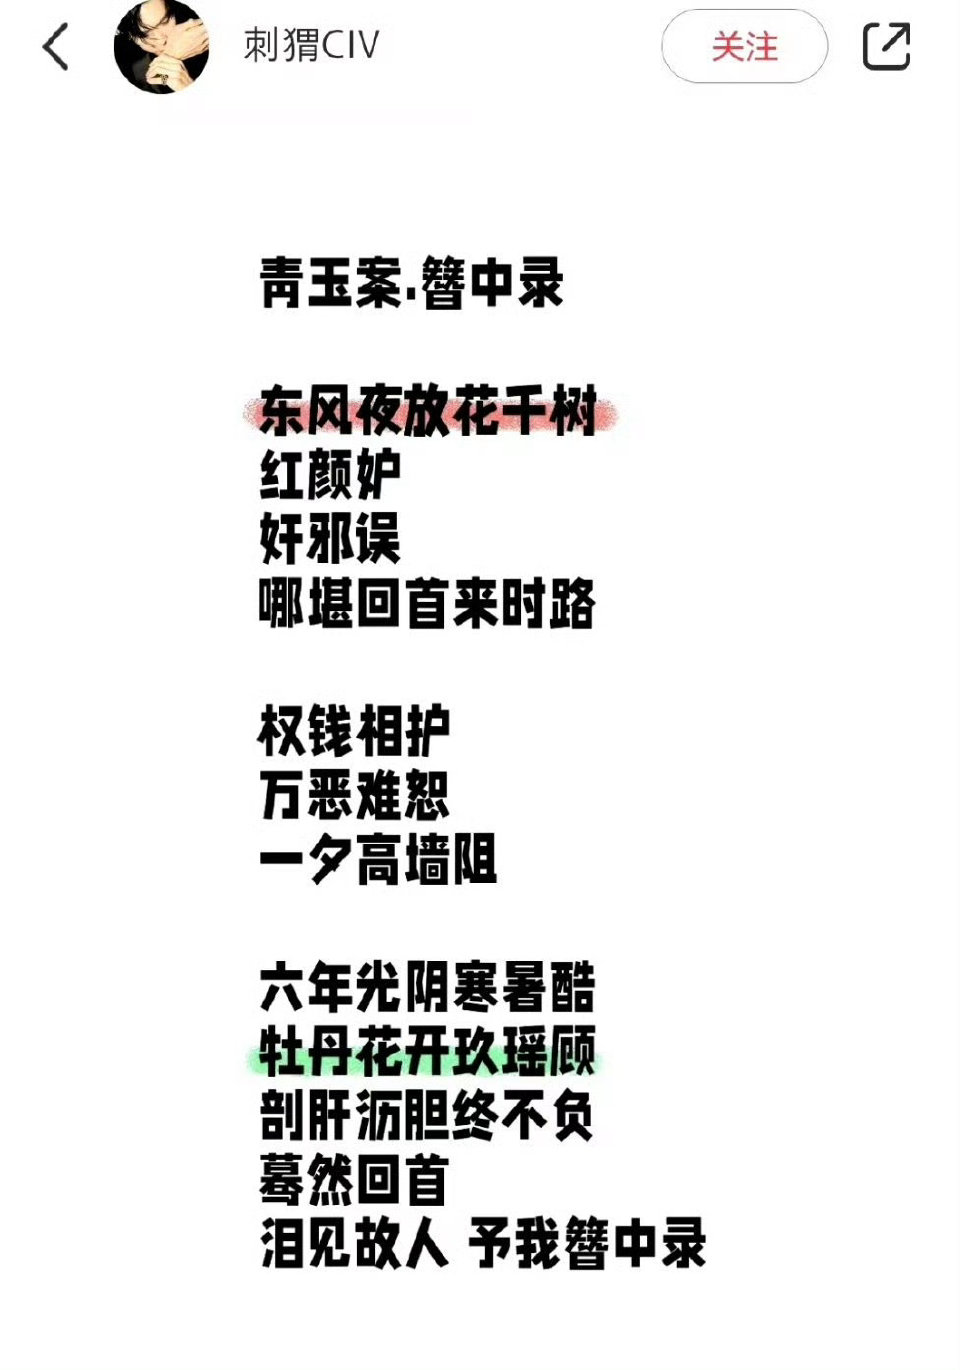 刺猬CIV
关注
青玉案.簪中录
东风夜放花千树
红颜妒
奸邪误
哪堪回首来时路
权钱相护
万恶难恕
一夕高墙阻
六年光阴寒暑酷
牡丹花开玖瑶顾
剖肝沥胆终不负
蓦然回首
泪见故人 予我簪中录